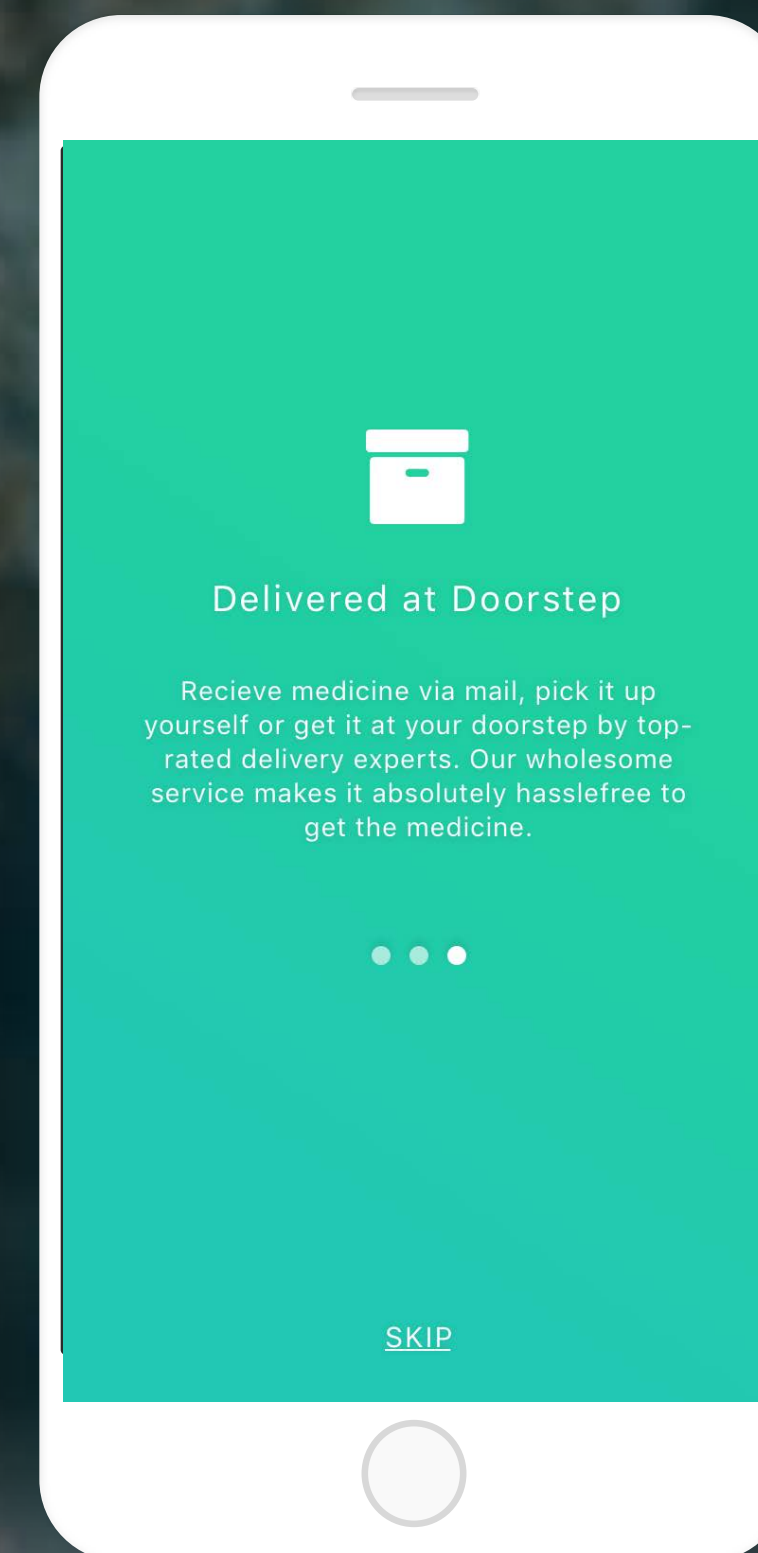 Delivered at Doorstep
Recieve medicine via mail, pick it up
yourself or get it at your doorstep by top-
rated delivery experts. Our wholesome
service makes it absolutely hasslefree to
get the medicine.
SKIP